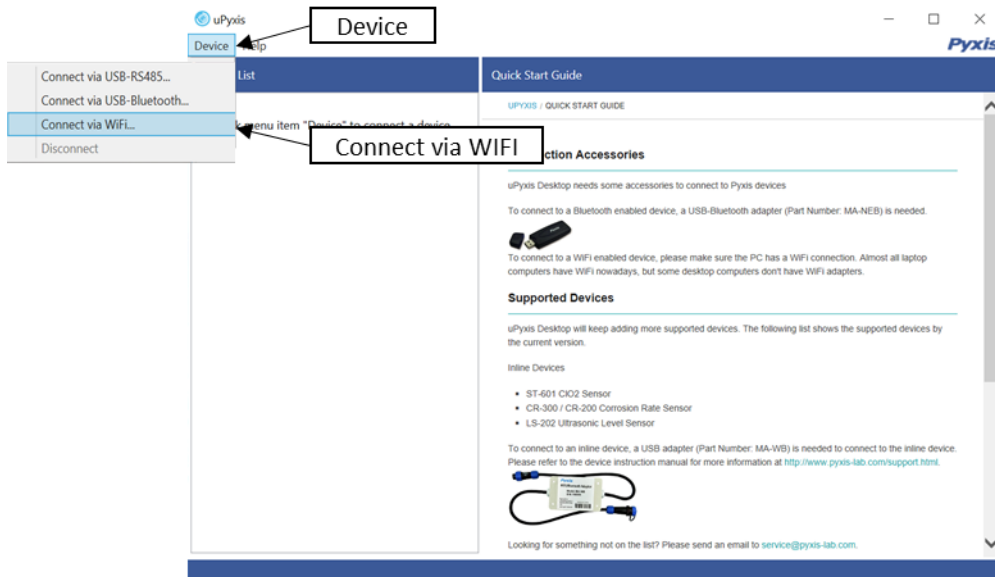 uPyxis
Device
Device Help
Pyxis
List
Quick Start Guide
Connect via USB-RS485...
Connect via USB-Bluetooth...
Connect via WiFi...
Disconnect
menu item "Device" to connect a device
Connect via WIFI
UPYXIS / QUICK START GUIDE
ction Accessories
uPyxis Desktop needs some accessories to connect to Pyxis devices
To connect to a Bluetooth enabled device, a USB-Bluetooth adapter (Part Number: MA-NEB) is needed.
To connect to a WiFi enabled device, please make sure the PC has a WiFi connection. Almost all laptop
computers have WiFi nowadays, but some desktop computers don't have WiFi adapters.
Supported Devices
uPyxis Desktop will keep adding more supported devices. The following list shows the supported devices by
the current version.
Inline Devices
• ST-601 ClO2 Sensor
• CR-300 / CR-200 Corrosion Rate Sensor
• LS-202 Ultrasonic Level Sensor
To connect to an inline device, a USB adapter (Part Number: MA-WB) is needed to connect to the inline device.
Please refer to the device instruction manual for more information at http://www.pyxis-lab.com/support.html.
Looking for something not on the list? Please send an email to service@pyxis-lab.com.